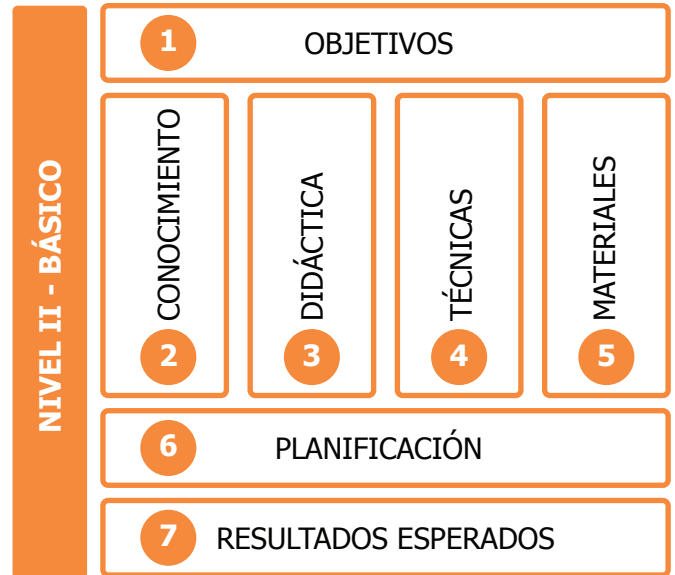 NIVEL II - BÁSICO
1 OBJETIVOS
2 CONOCIMIENTO
3 DIDÁCTICA
4 TÉCNICAS
5 MATERIALES
6 PLANIFICACIÓN
7 RESULTADOS ESPERADOS